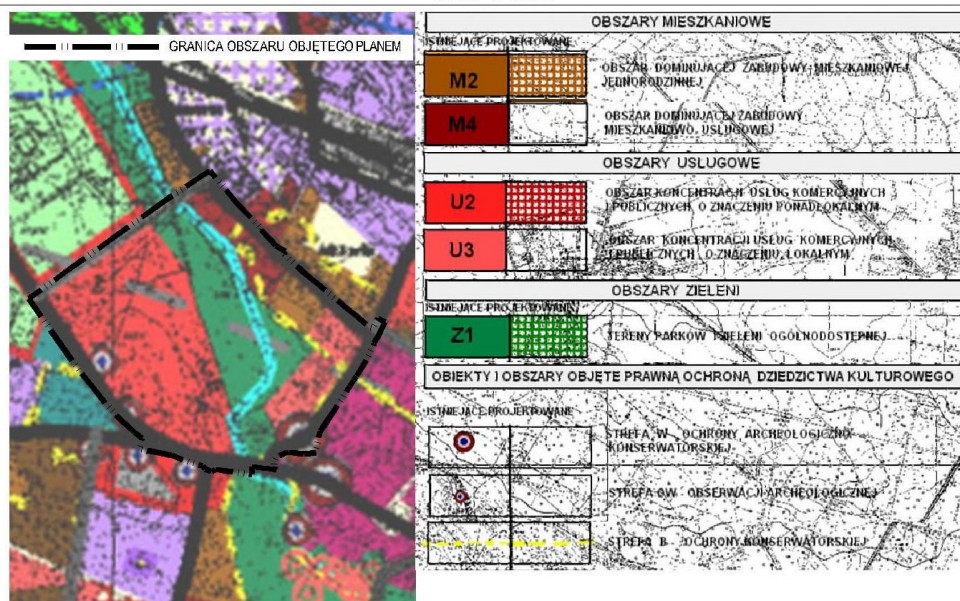 GRANICA OBSZARU OBJĘTEGO PLANEM
OBSZARY MIESZKANIOWE
ISTNIEJĄCE PROJEKTOWANE
M2
OBSZAR DOMINUJĄCEJ ZABUDOWY MIESZKANIOWEJ
JEDNORODZINNEJ
M4
OBSZAR DOMINUJĄCEJ ZABUDOWY
MIESZKANIOWO-USŁUGOWEJ
OBSZARY USŁUGOWE
U2
OBSZAR KONCENTRACJI USŁUG KOMERCYJNYCH
I PUBLICZNYCH, O ZNACZENIU PONADLOKALNYM
U3
OBSZAR KONCENTRACJI USŁUG KOMERCYJNYCH
I PUBLICZNYCH, O ZNACZENIU LOKALNYM
OBSZARY ZIELENI
ISTNIEJĄCE PROJEKTOWANE
Z1
TERENY PARKÓW I ZIELENI OGÓLNODOSTĘPNEJ
OBIEKTY I OBSZARY OBJĘTE PRAWNĄ OCHRONĄ DZIEDZICTWA KULTUROWEGO
ISTNIEJĄCE PROJEKTOWANE
STREFA W - OCHRONY ARCHEOLOGICZNO-
KONSERWATORSKIEJ
STREFA OW - OBSERWACJI ARCHEOLOGICZNEJ
STREFA B - OCHRONY KONSERWATORSKIEJ